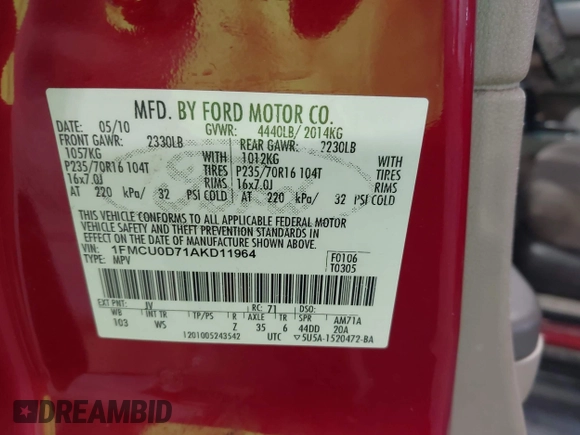 MFD. BY FORD MOTOR CO.
DATE: 05/10 GVWR: 4440LB/ 2014KG
FRONT GAWR: 2330LB REAR GAWR: 2230LB
1057KG WITH 1012KG WITH
P235/70R16 104T TIRES P235/70R16 104T TIRES
16x7.0J RIMS 16x7.0J RIMS
AT 220 kPa/ 32 PSI COLD AT 220 kPa/ 32 PSI COLD
THIS VEHICLE CONFORMS TO ALL APPLICABLE FEDERAL MOTOR
VEHICLE SAFETY AND THEFT PREVENTION STANDARDS IN
EFFECT ON THE DATE OF MANUFACTURE SHOWN ABOVE.
VIN: 1FMCU0D71AKD11964 F0106
TYPE: MPV T0305
EXT PNT: JV RC: 71 DSO:
WB INT TR TP/PS R AXLE TR SPR AM71A
103 WS Z 35 6 44DD 20A
1201005243542 UTC ▽5U5A-1520472-BA
DREAMBID